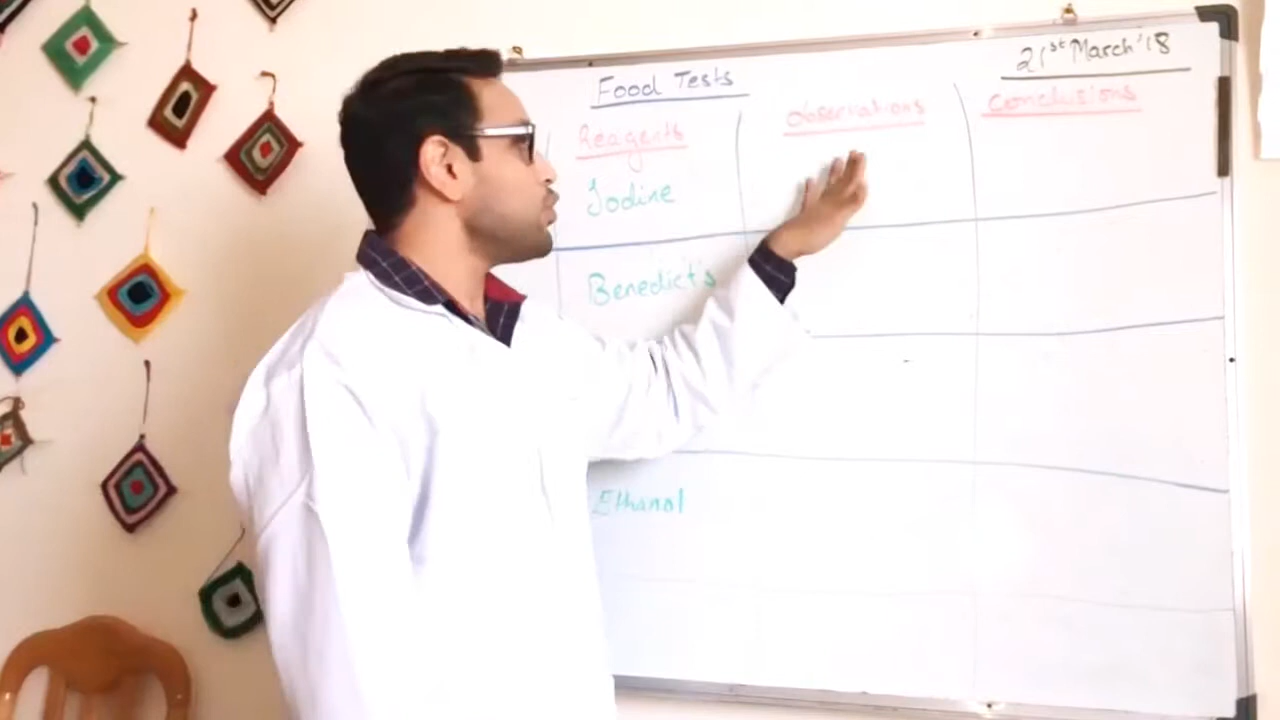 21st March '18
Food Tests
Reagents
Observations
Conclusions
Iodine
Benedict's
Ethanol